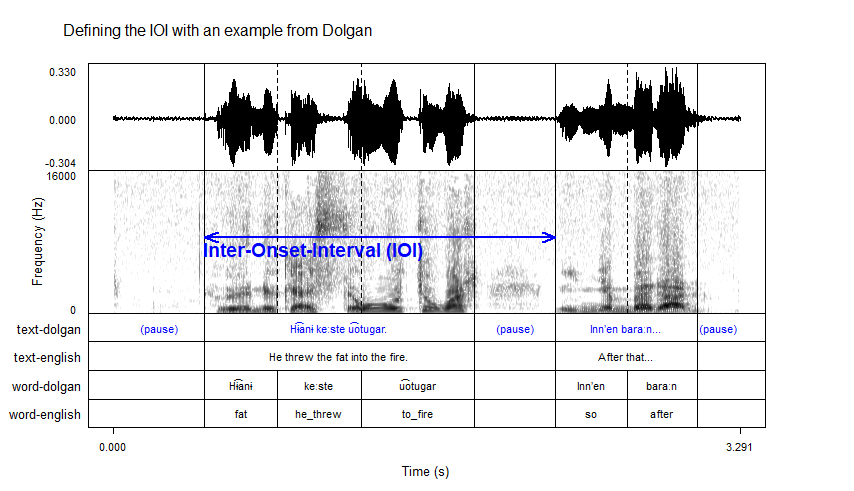 Defining the IOI with an example from Dolgan
0.330
0.000
-0.304
16000
Frequency (Hz)
0
Inter-Onset-Interval (IOI)
text-dolgan (pause) Hi͡ani ke:ste u͡otugar. (pause) Inn'en bara:n... (pause)
text-english He threw the fat into the fire. After that...
word-dolgan Hɨ͡anɨ ke:ste u͡otugar Inn'en bara:n
word-english fat he_threw to_fire so after
0.000 3.291
Time (s)